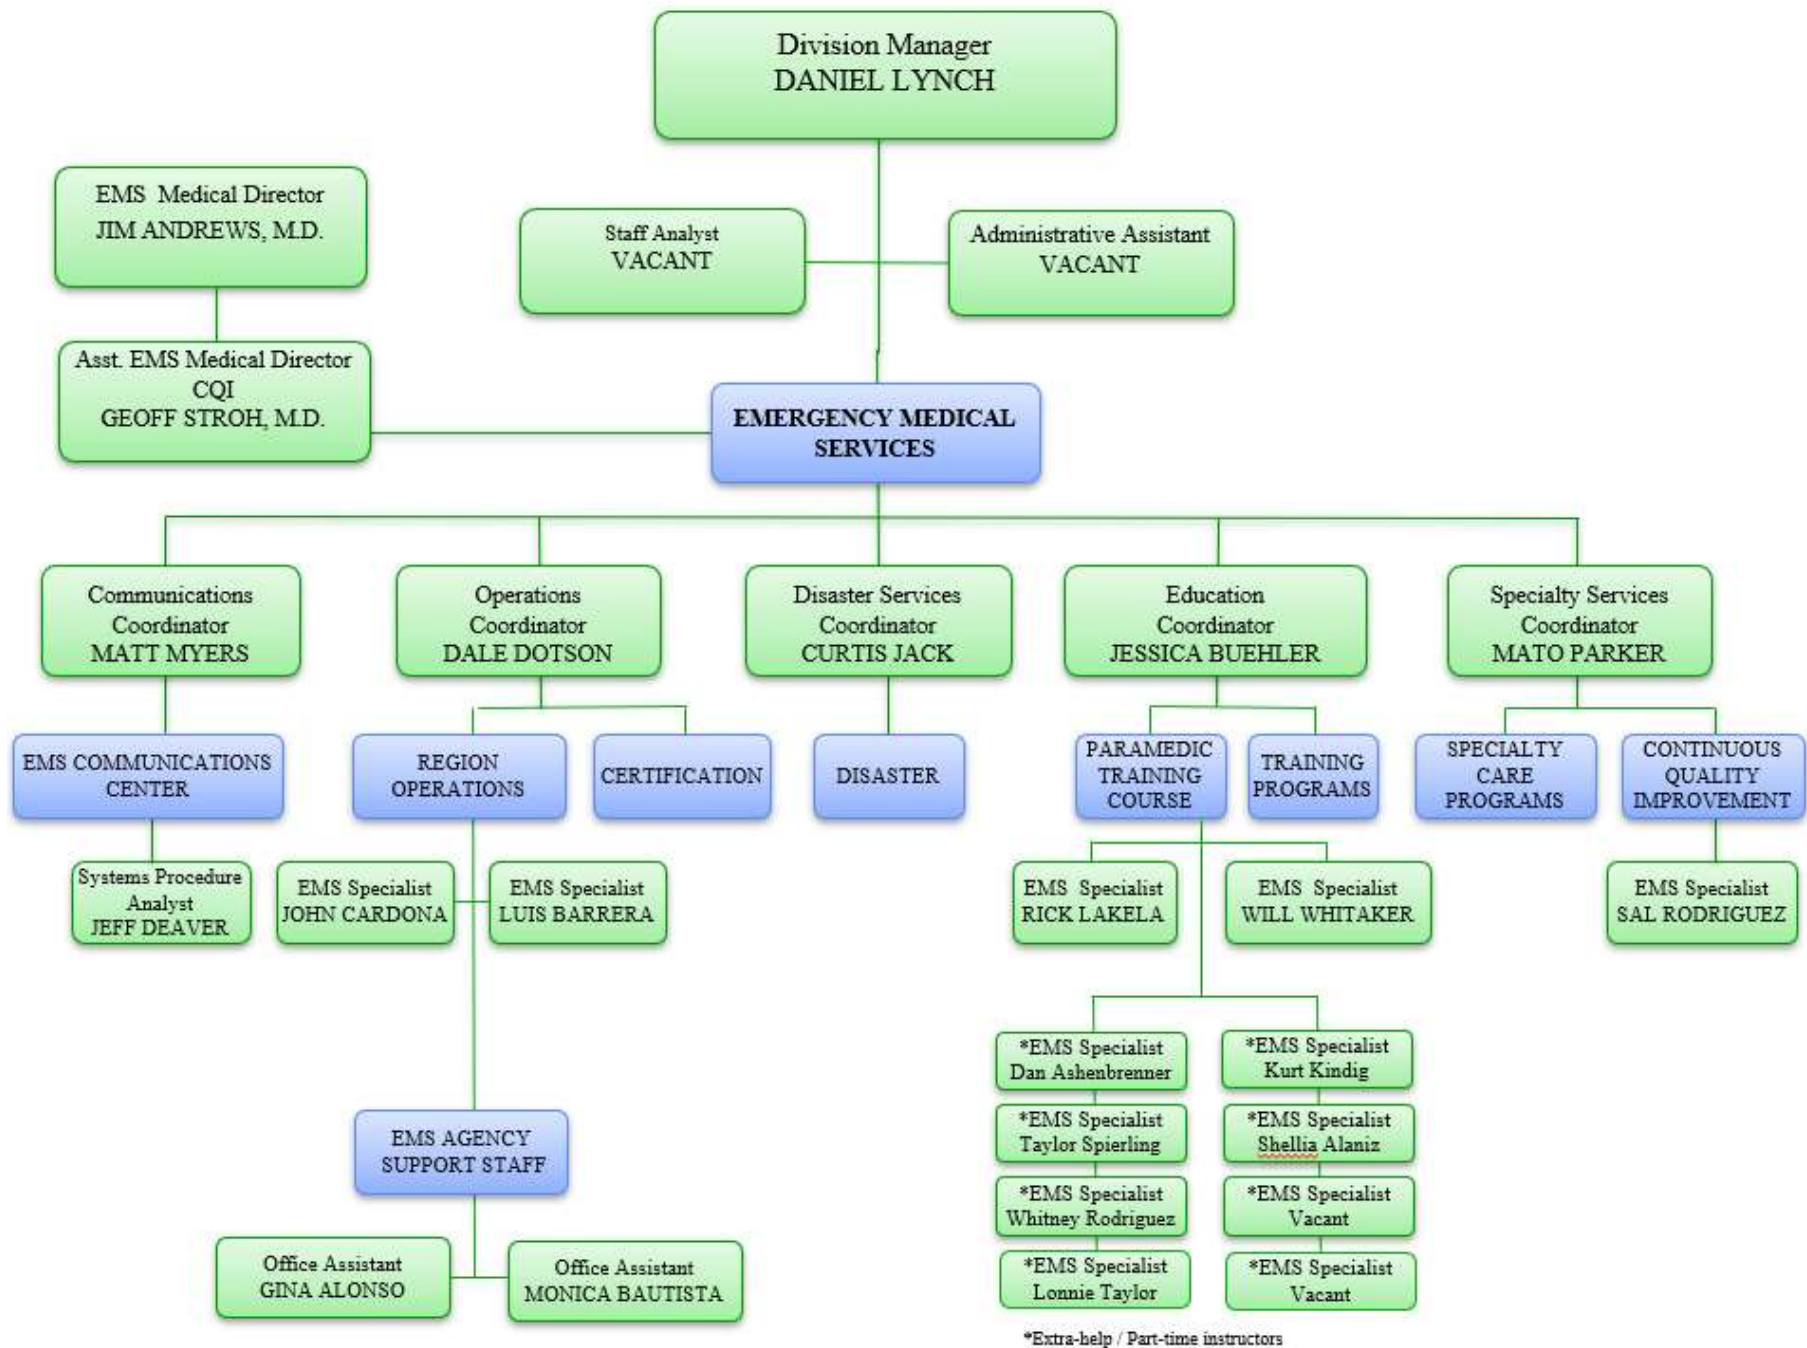 Division Manager
DANIEL LYNCH
EMS Medical Director
JIM ANDREWS, M.D.
Staff Analyst
VACANT
Administrative Assistant
VACANT
Asst. EMS Medical Director
CQI
GEOFF STROH, M.D.
EMERGENCY MEDICAL
SERVICES
Communications
Coordinator
MATT MYERS
Operations
Coordinator
DALE DOTSON
Disaster Services
Coordinator
CURTIS JACK
Education
Coordinator
JESSICA BUEHLER
Specialty Services
Coordinator
MATO PARKER
EMS COMMUNICATIONS
CENTER
REGION
OPERATIONS
CERTIFICATION
DISASTER
PARAMEDIC
TRAINING
COURSE
TRAINING
PROGRAMS
SPECIALTY
CARE
PROGRAMS
CONTINUOUS
QUALITY
IMPROVEMENT
Systems Procedure
Analyst
JEFF DEAVER
EMS Specialist
JOHN CARDONA
EMS Specialist
LUIS BARRERA
EMS Specialist
RICK LAKELA
EMS Specialist
WILL WHITAKER
EMS Specialist
SAL RODRIGUEZ
*EMS Specialist
Dan Ashenbrenner
*EMS Specialist
Kurt Kindig
*EMS Specialist
Taylor Spierling
*EMS Specialist
Shellia Alaniz
*EMS Specialist
Whitney Rodriguez
*EMS Specialist
Vacant
*EMS Specialist
Lonnie Taylor
*EMS Specialist
Vacant
EMS AGENCY
SUPPORT STAFF
Office Assistant
GINA ALONSO
Office Assistant
MONICA BAUTISTA
*Extra-help / Part-time instructors